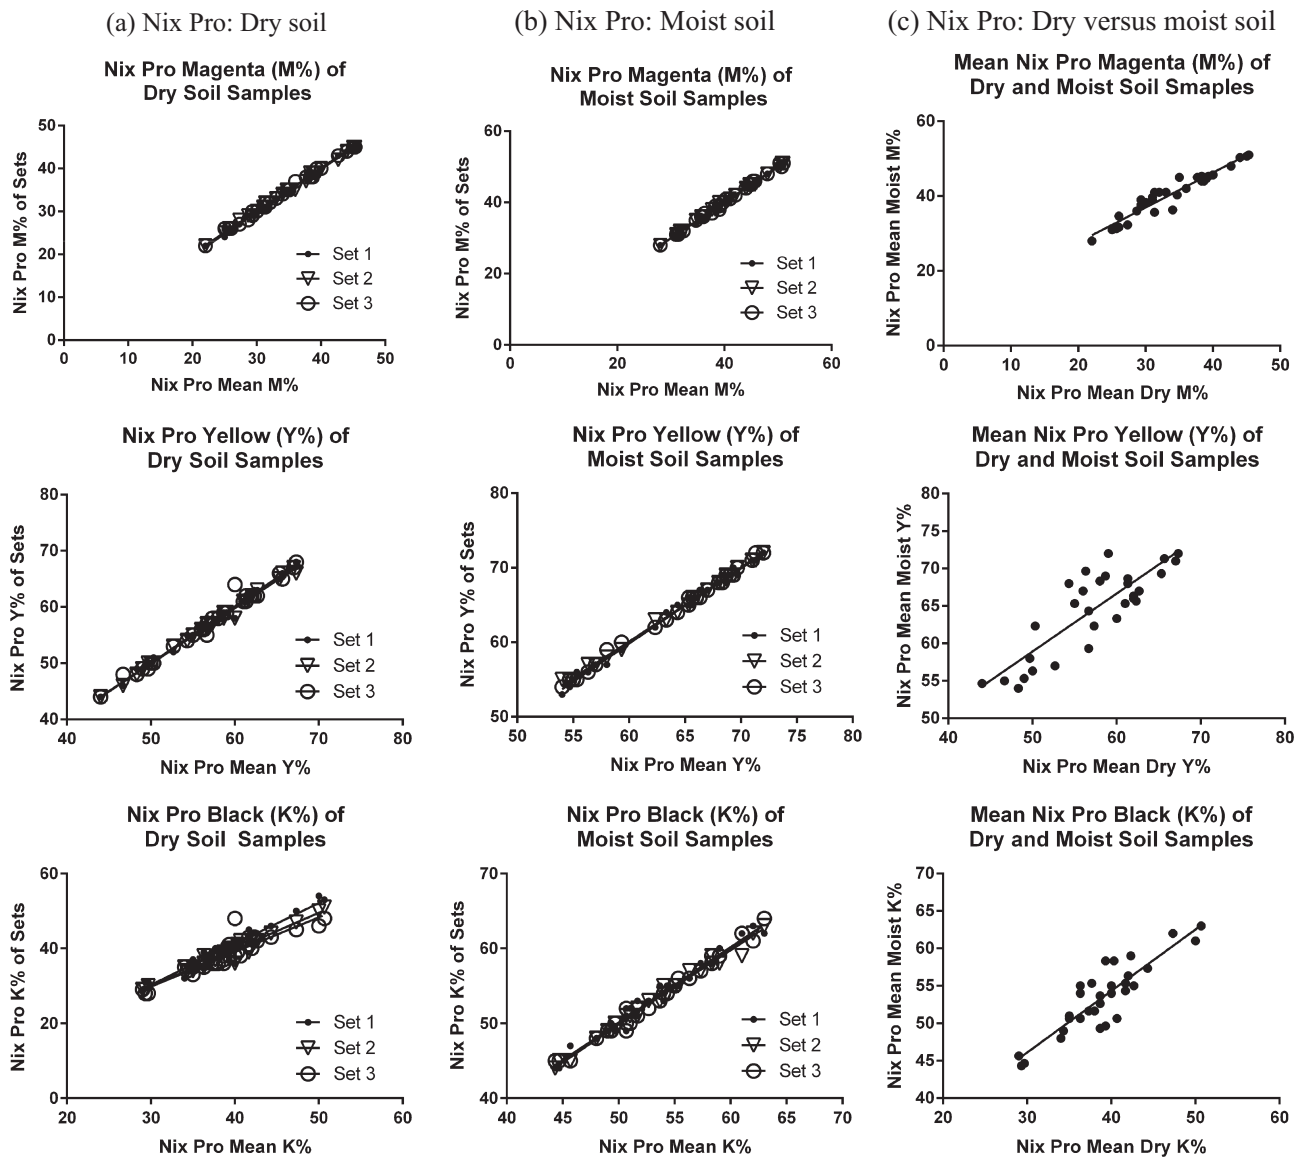 (a) Nix Pro: Dry soil
(b) Nix Pro: Moist soil
(c) Nix Pro: Dry versus moist soil
Nix Pro Magenta (M%) of
Dry Soil Samples
50
40
30
20
10
0
Nix Pro M% of Sets
Set 1
Set 2
Set 3
0 10 20 30 40 50
Nix Pro Mean M%
Nix Pro Magenta (M%) of
Moist Soil Samples
60
40
20
0
Nix Pro M% of Sets
Set 1
Set 2
Set 3
0 20 40 60
Nix Pro Mean M%
Mean Nix Pro Magenta (M%) of
Dry and Moist Soil Smaples
60
40
20
0
Nix Pro Mean Moist M%
0 10 20 30 40 50
Nix Pro Mean Dry M%
Nix Pro Yellow (Y%) of
Dry Soil Samples
80
70
60
50
40
Nix Pro Y% of Sets
Set 1
Set 2
Set 3
40 50 60 70 80
Nix Pro Mean Y%
Nix Pro Yellow (Y%) of
Moist Soil Samples
80
70
60
50
Nix Pro Y% of Sets
Set 1
Set 2
Set 3
50 55 60 65 70 75 80
Nix Pro Mean Y%
Mean Nix Pro Yellow (Y%) of
Dry and Moist Soil Samples
80
75
70
65
60
55
50
Nix Pro Mean Moist Y%
40 50 60 70 80
Nix Pro Mean Dry Y%
Nix Pro Black (K%) of
Dry Soil Samples
60
40
20
0
Nix Pro K% of Sets
Set 1
Set 2
Set 3
20 30 40 50 60
Nix Pro Mean K%
Nix Pro Black (K%) of
Moist Soil Samples
70
60
50
40
Nix Pro K% of Sets
Set 1
Set 2
Set 3
40 45 50 55 60 65 70
Nix Pro Mean K%
Mean Nix Pro Black (K%) of
Dry and Moist Soil Samples
70
65
60
55
50
45
40
Nix Pro Mean Moist K%
20 30 40 50 60
Nix Pro Mean Dry K%